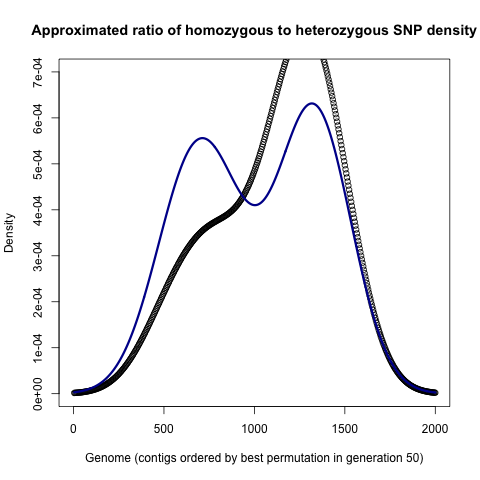 Approximated ratio of homozygous to heterozygous SNP density
Density
7e-04
6e-04
5e-04
4e-04
3e-04
2e-04
1e-04
0e+00
0 500 1000 1500 2000
Genome (contigs ordered by best permutation in generation 50)